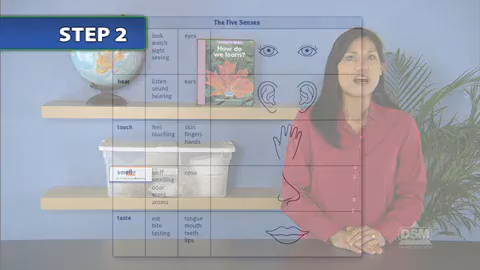 STEP 2
The Five Senses
look
watch
sight
seeing
eyes
How do
we learn?
hear
listen
sound
hearing
ears
touch
feel
touching
skin
fingers
hands
smell
sniff
smelling
odor
scent
aroma
nose
taste
eat
bite
tasting
tongue
mouth
teeth
lips
DSM